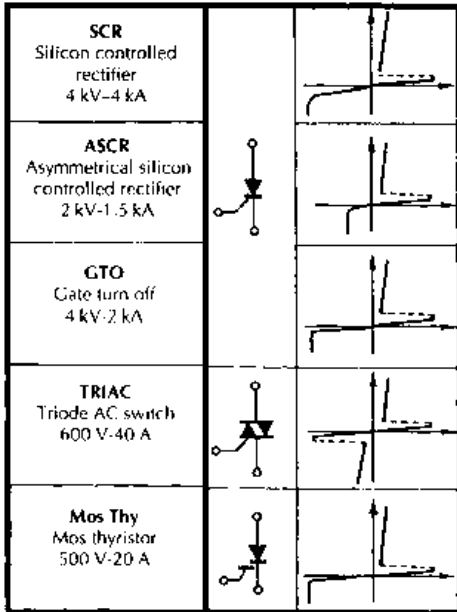 SCR
Silicon controlled
rectifier
4 kV–4 kA
ASCR
Asymmetrical silicon
controlled rectifier
2 kV-1.5 kA
GTO
Gate turn off
4 kV-2 kA
TRIAC
Triode AC switch
600 V-40 A
Mos Thy
Mos thyristor
500 V-20 A